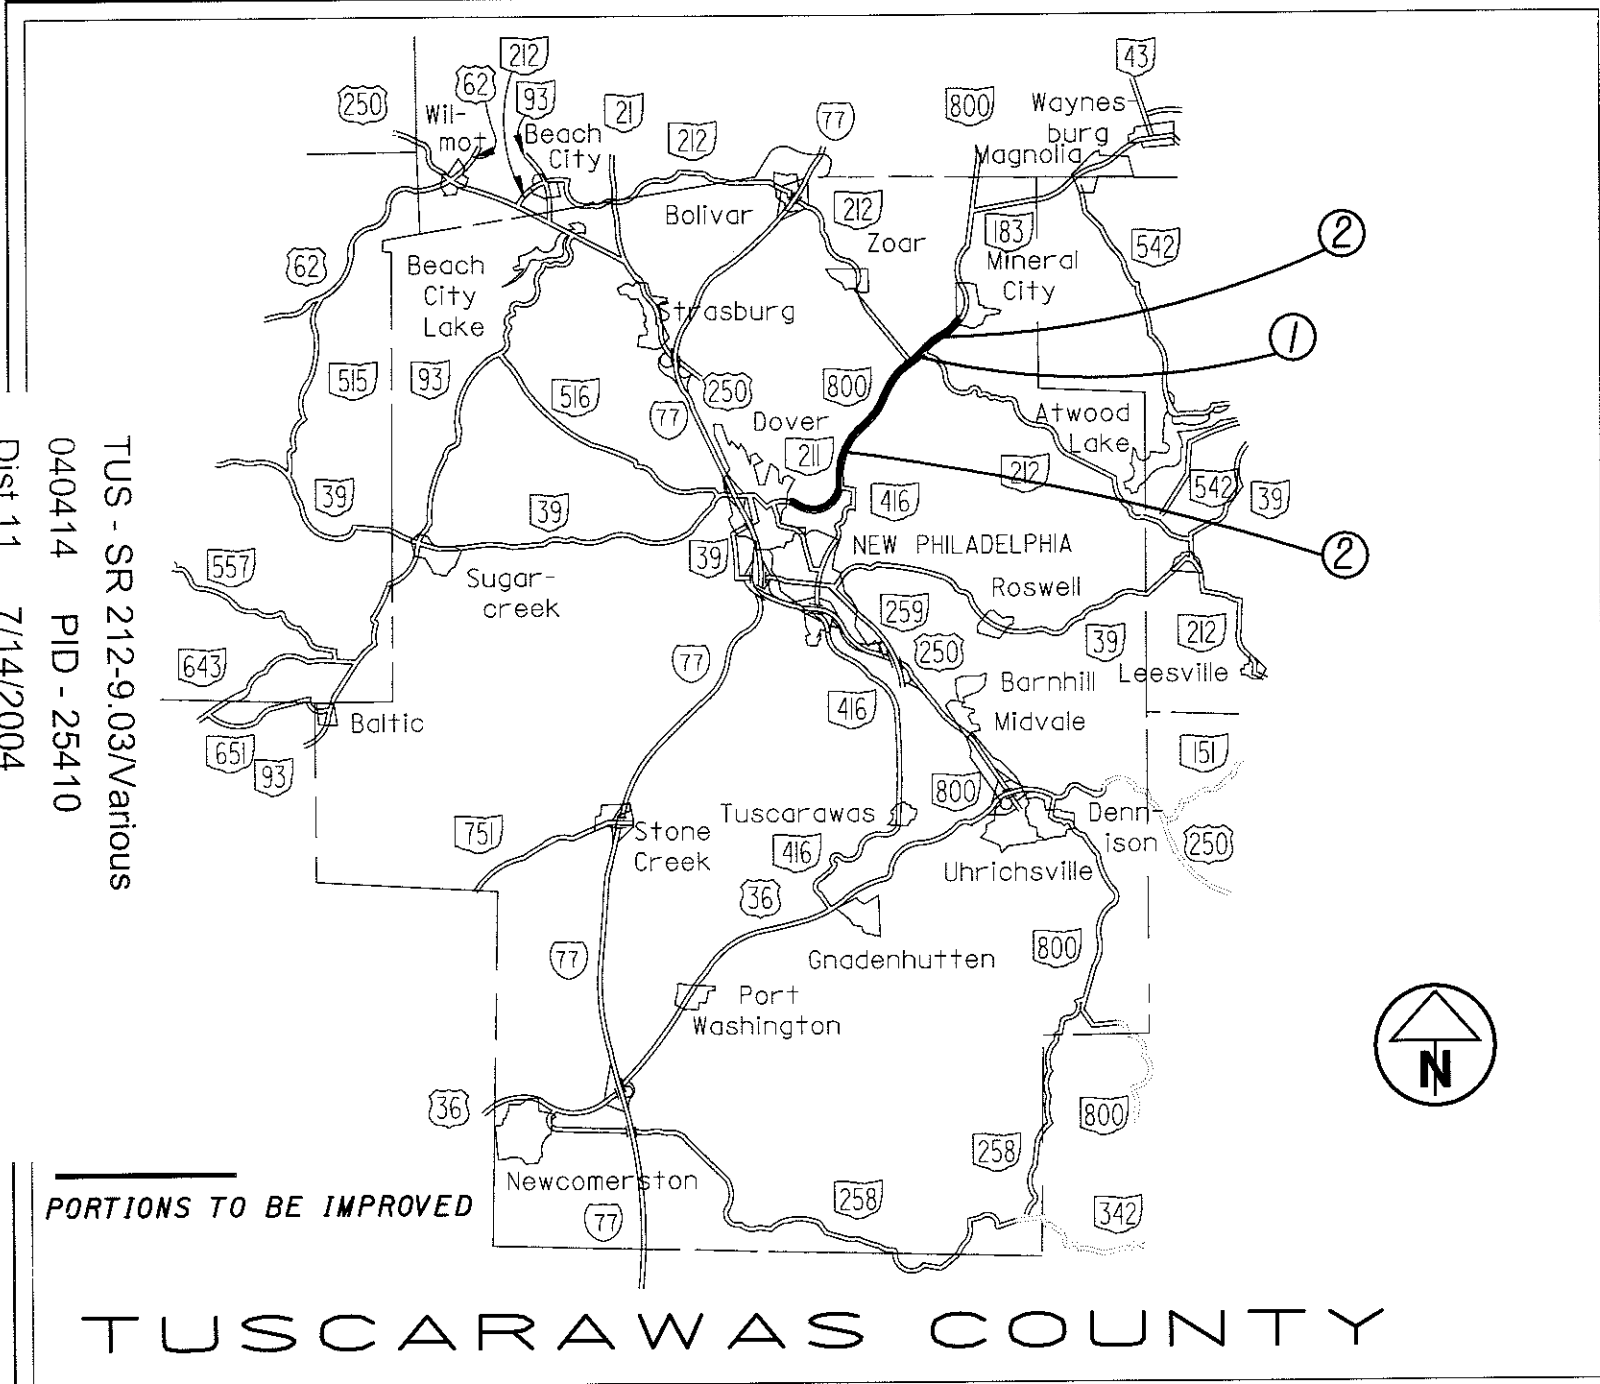 212
43
62
93
250
21
800
Waynes-
burg
77
Wil-
mot
Beach
City
212
Magnolia
212
Bolivar
183
2
Zoar
542
62
Beach
City
Lake
Mineral
City
Strasburg
1
515
93
516
250
800
77
Dover
Atwood
Lake
211
212
542
39
39
39
416
NEW PHILADELPHIA
2
39
557
Sugar-
creek
Roswell
259
250
39
212
643
77
Leesville
Barnhill
416
Midvale
Baltic
651
93
151
800
Tuscarawas
751
Stone
Creek
416
Denn-
ison
250
Uhrichsville
36
77
Gnadenhutten
800
Port
Washington
N
36
800
258
Newcomerston
258
77
342
TUS - SR 212-9.03/Various
040414 PID - 25410
Dist 11 7/14/2004
PORTIONS TO BE IMPROVED
TUSCARAWAS COUNTY